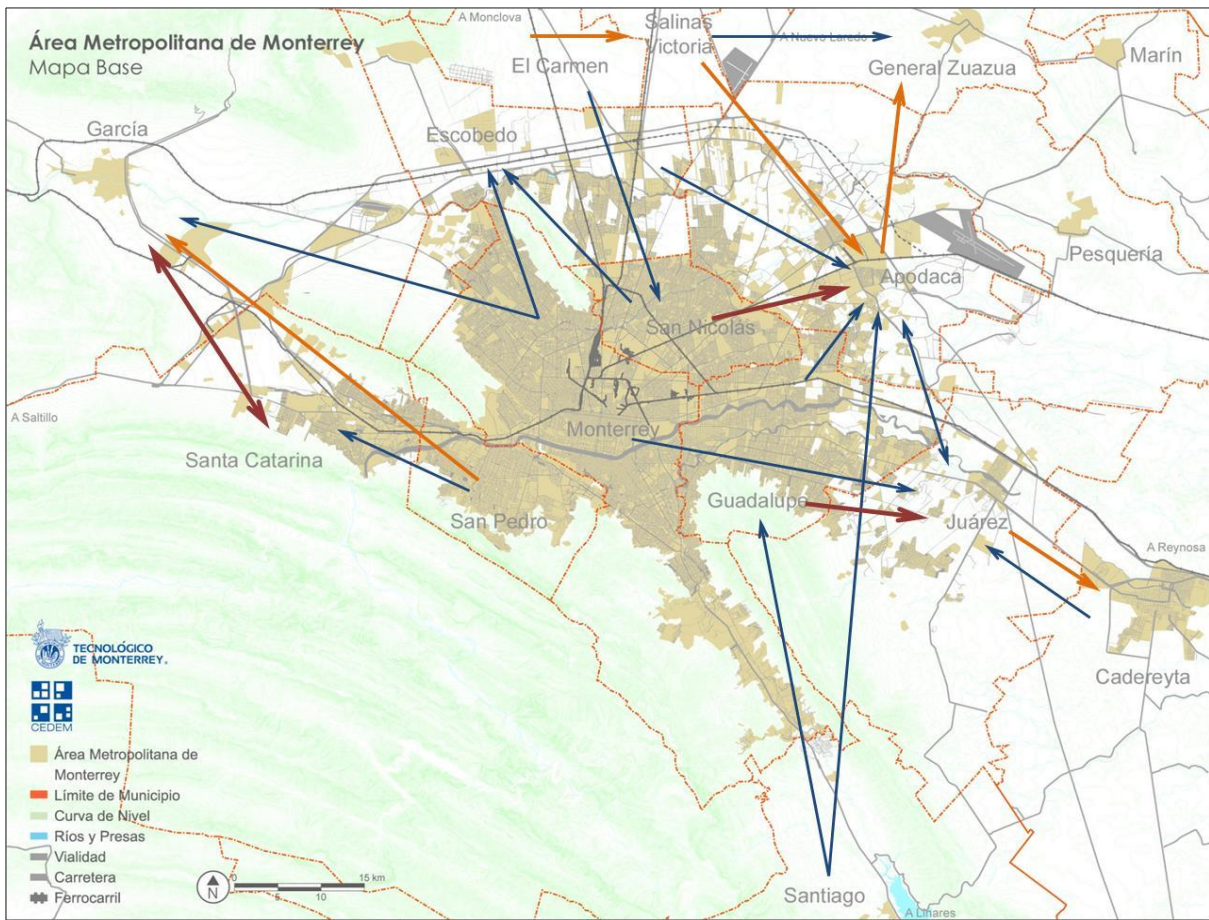 Área Metropolitana de Monterrey
Mapa Base
A Monclova
Salinas
Victoria
A Nuevo Laredo
El Carmen
General Zuazua
Marín
García
Escobedo
Pesquería
Apodaca
San Nicolás
A Saltillo
Monterrey
Santa Catarina
San Pedro
Guadalupe
Juárez
A Reynosa
Cadereyta
TECNOLÓGICO
DE MONTERREY.
CEDEM
Área Metropolitana de
Monterrey
Límite de Municipio
Curva de Nivel
Ríos y Presas
Vialidad
Carretera
Ferrocarril
N
0
5
10
15 km
Santiago
A Linares